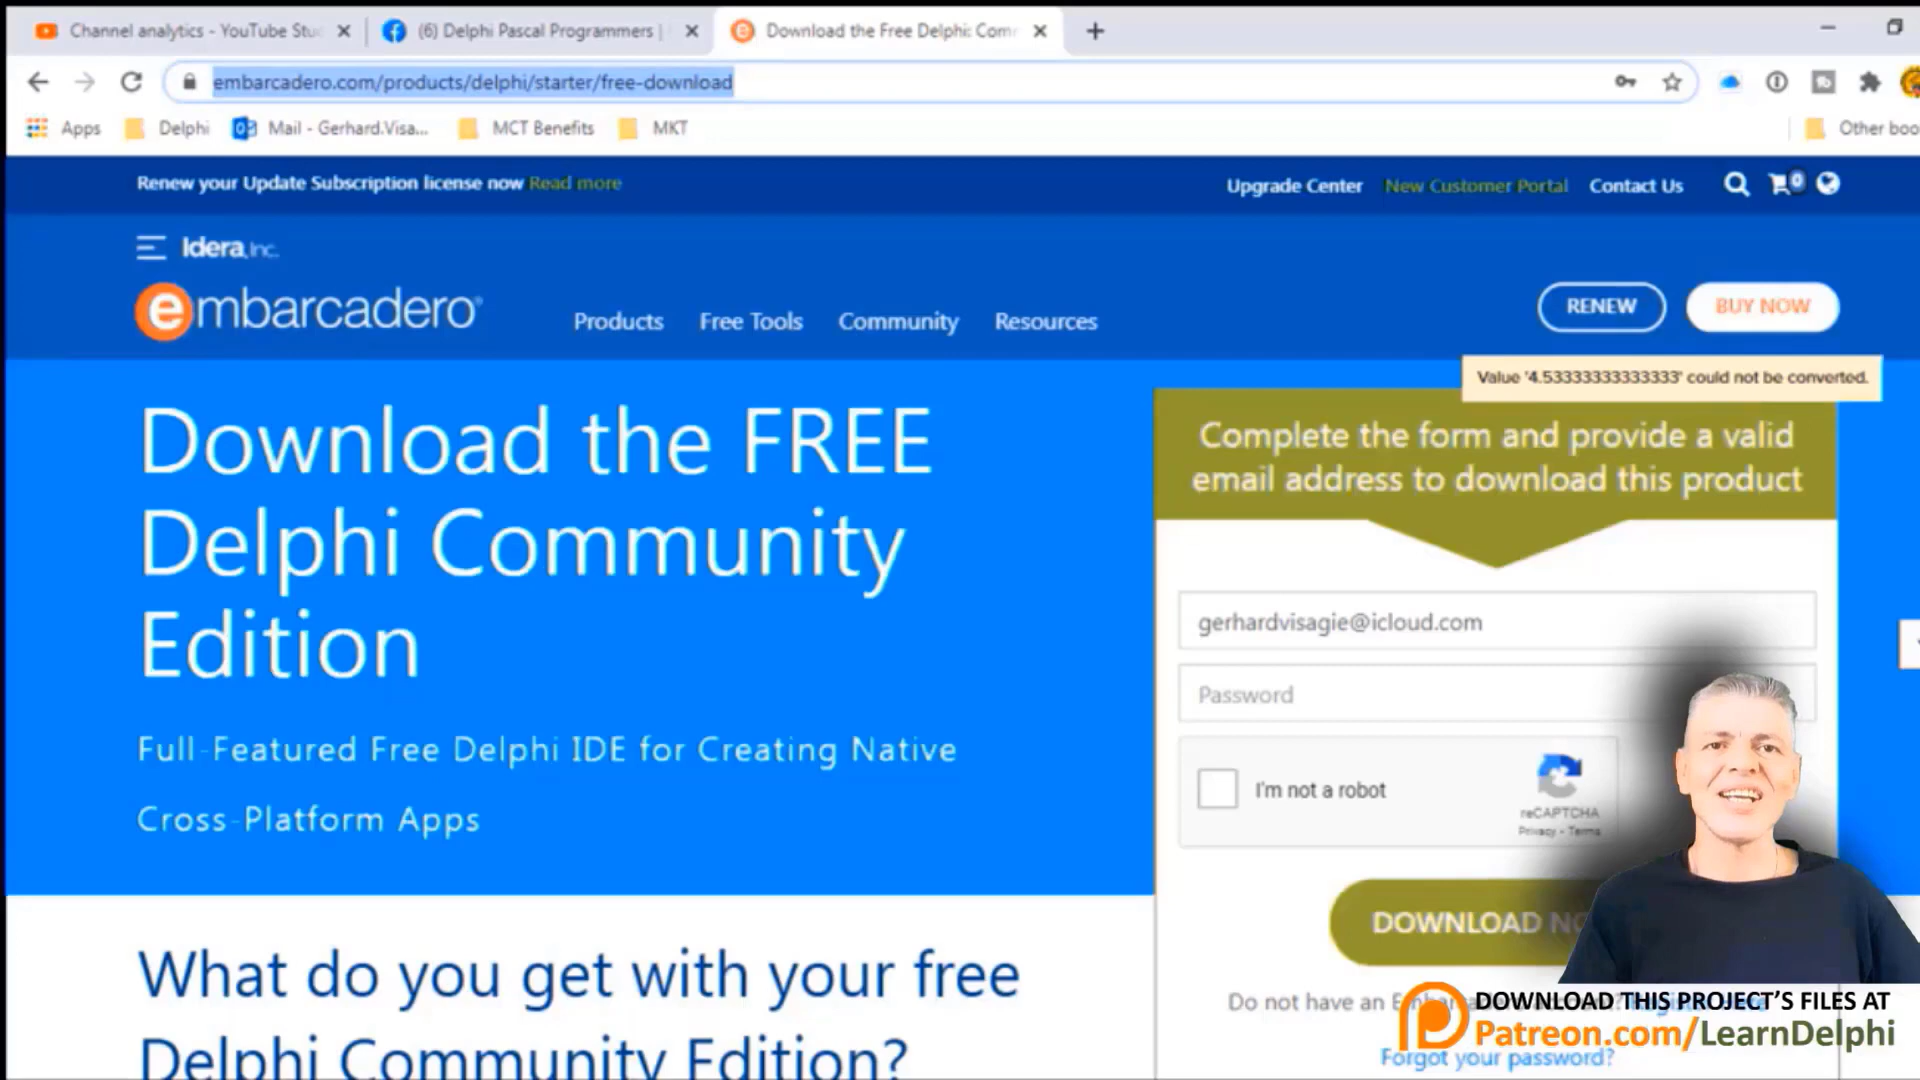 Channel analytics - YouTube Stu
(6) Delphi Pascal Programmers |
Download the Free Delphi: Com
embarcadero.com/products/delphi/starter/free-download
Apps
Delphi
Mail - Gerhard.Visa...
MCT Benefits
MKT
Other boo
Renew your Update Subscription license now Read more
Upgrade Center
New Customer Portal
Contact Us
0
Idera, Inc.
embarcadero
Products
Free Tools
Community
Resources
RENEW
BUY NOW
Value '4.53333333333333' could not be converted.
Download the FREE
Delphi Community
Edition
Full-Featured Free Delphi IDE for Creating Native
Cross-Platform Apps
Complete the form and provide a valid
email address to download this product
gerhardvisagie@icloud.com
Password
I'm not a robot
reCAPTCHA
Privacy - Terms
DOWNLOAD NO
Do not have an
What do you get with your free
Delphi Community Edition?
DOWNLOAD THIS PROJECT'S FILES AT
Patreon.com/LearnDelphi
Forgot your password?